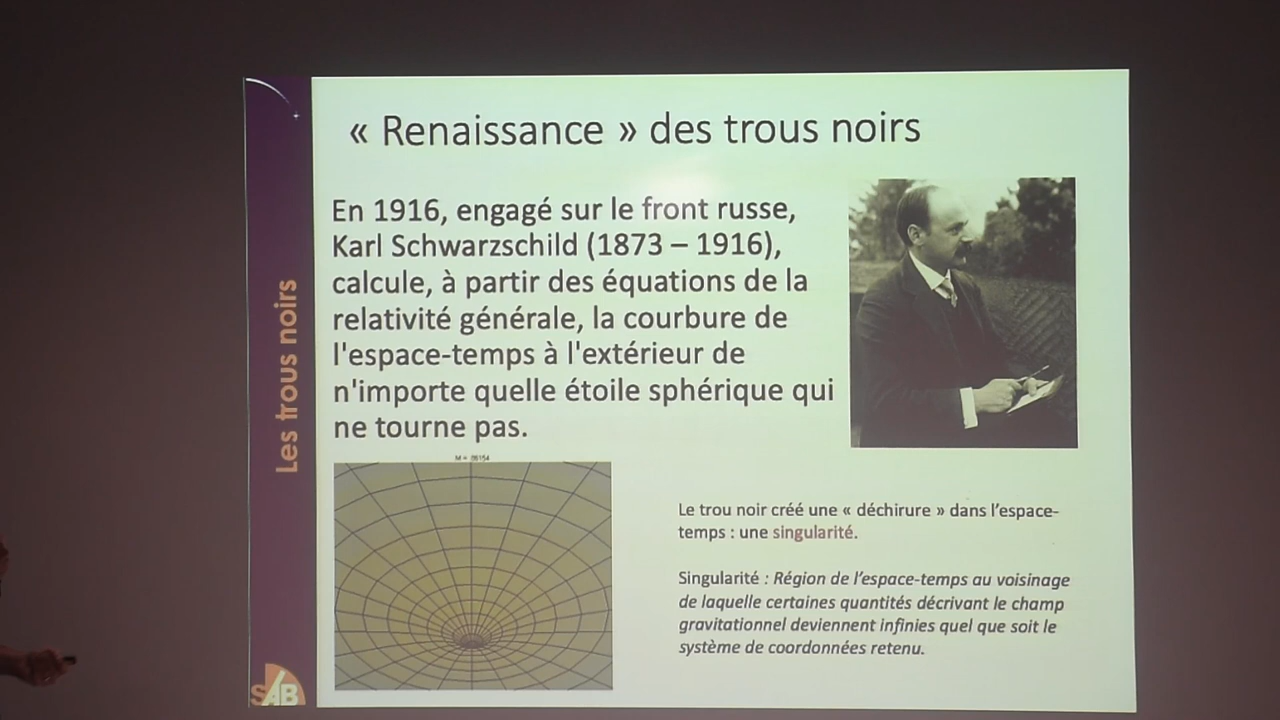 « Renaissance » des trous noirs
En 1916, engagé sur le front russe,
Karl Schwarzschild (1873 – 1916),
calcule, à partir des équations de la
relativité générale, la courbure de
l'espace-temps à l'extérieur de
n'importe quelle étoile sphérique qui
ne tourne pas.
Les trous noirs
Le trou noir créé une « déchirure » dans l'espace-
temps : une singularité.
Singularité : Région de l'espace-temps au voisinage
de laquelle certaines quantités décrivant le champ
gravitationnel deviennent infinies quel que soit le
système de coordonnées retenu.
SAB